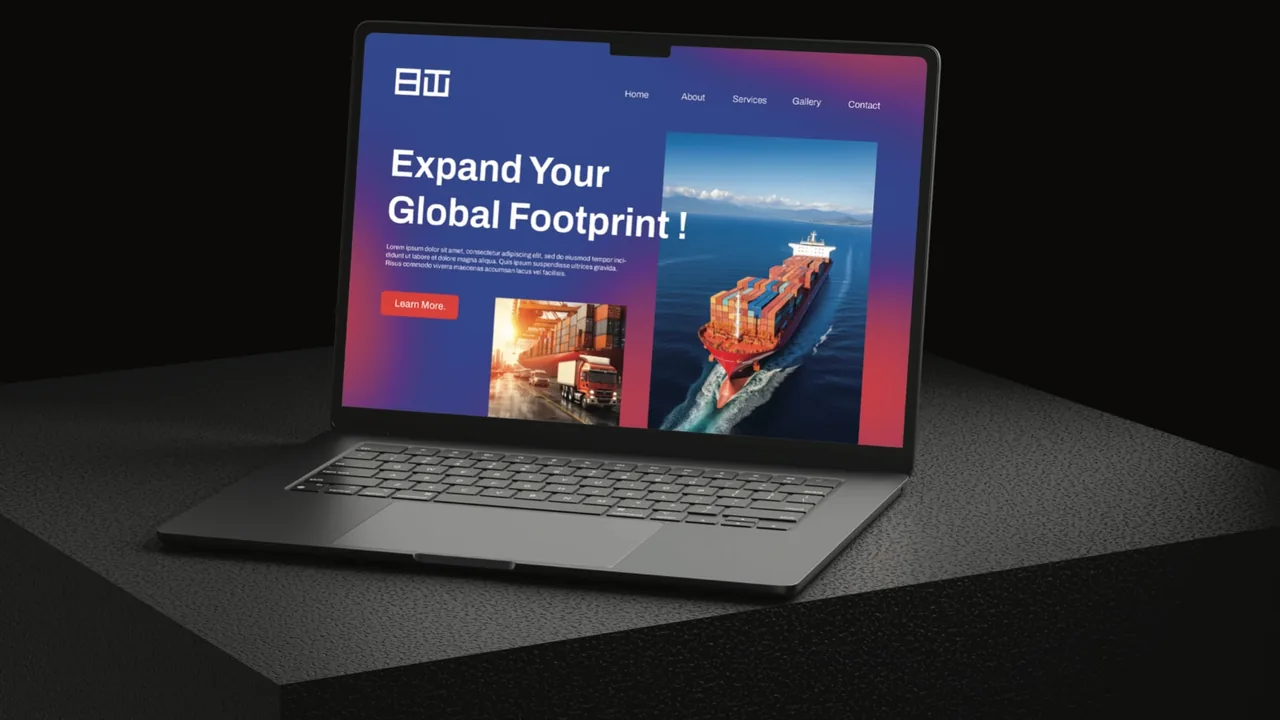 BW
Home About Services Gallery Contact
Expand Your
Global Footprint !
Lorem ipsum dolor sit amet, consectetur adipiscing elit, sed do eiusmod tempor inci-
didunt ut labore et dolore magna aliqua. Quis ipsum suspendisse ultrices gravida.
Risus commodo viverra maecenas accumsan lacus vel facilisis.
Learn More.